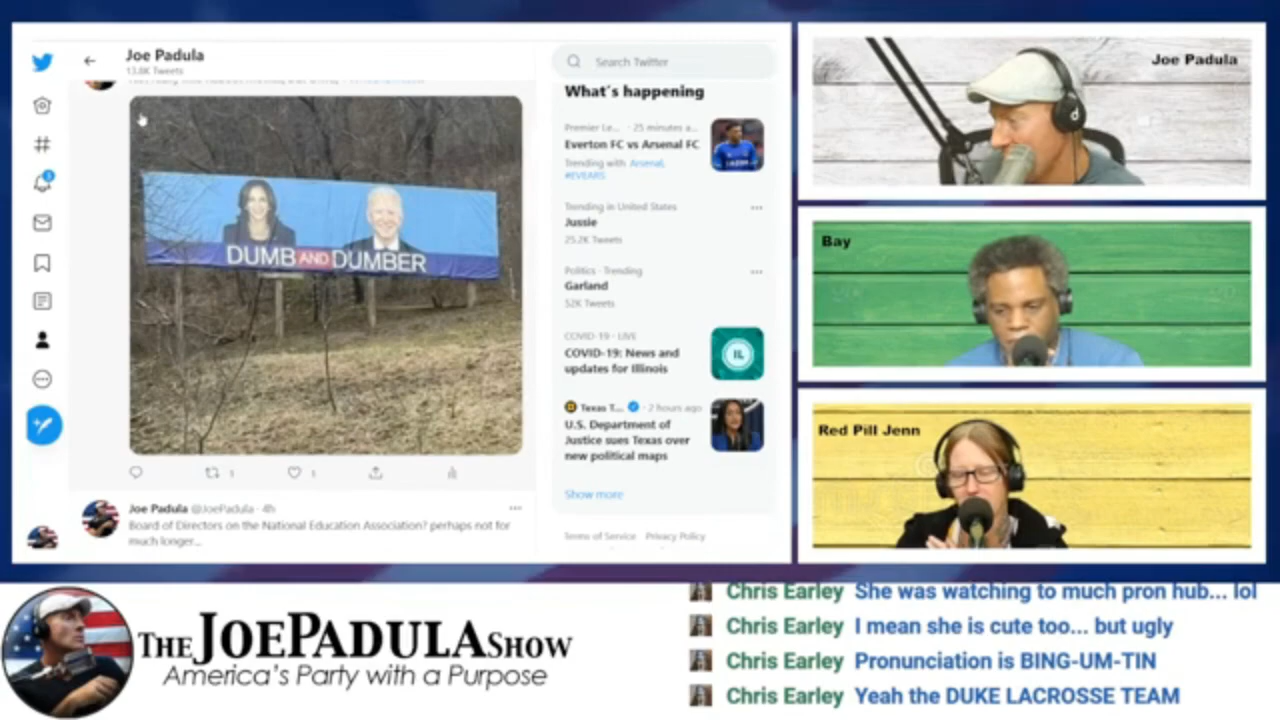 Joe Padula
13.8K Tweets
DUMB AND DUMBER
1
1
Joe Padula @JoePadula · 4h
Board of Directors on the National Education Association? perhaps not for
much longer...
Search Twitter
What's happening
Premier Le... · 25 minutes a...
Everton FC vs Arsenal FC
Trending with Arsenal,
#EVEARS
Trending in United States
Jussie
25.2K Tweets
Politics · Trending
Garland
52K Tweets
COVID-19 · LIVE
COVID-19: News and
updates for Illinois
IL
Texas T... · 2 hours ago
U.S. Department of
Justice sues Texas over
new political maps
Show more
Terms of Service Privacy Policy
Joe Padula
Bay
Red Pill Jenn
THE JOEPADULA SHOW
America's Party with a Purpose
Chris Earley She was watching to much pron hub... lol
Chris Earley I mean she is cute too... but ugly
Chris Earley Pronunciation is BING-UM-TIN
Chris Earley Yeah the DUKE LACROSSE TEAM